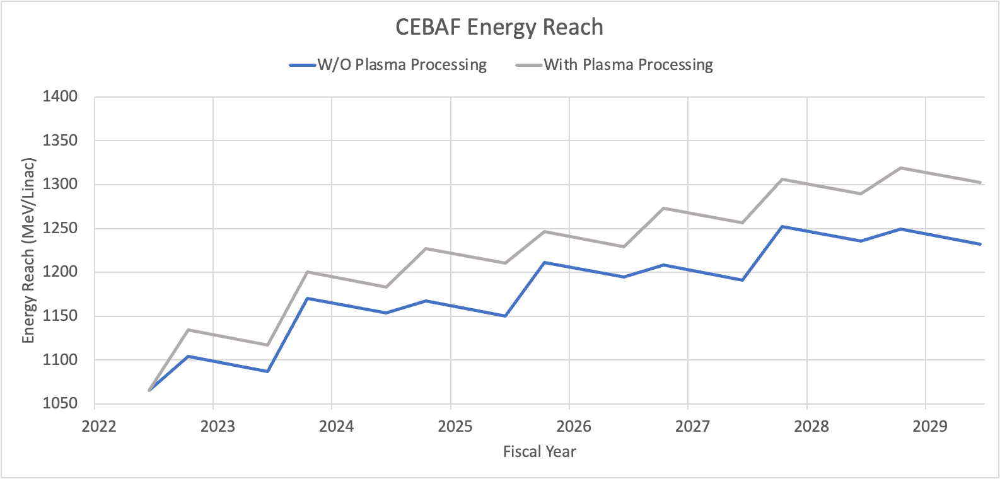 CEBAF Energy Reach
W/O Plasma Processing
With Plasma Processing
1400
1350
1300
1250
1200
1150
1100
1050
Energy Reach (MeV/Linac)
2022 2023 2024 2025 2026 2027 2028 2029
Fiscal Year